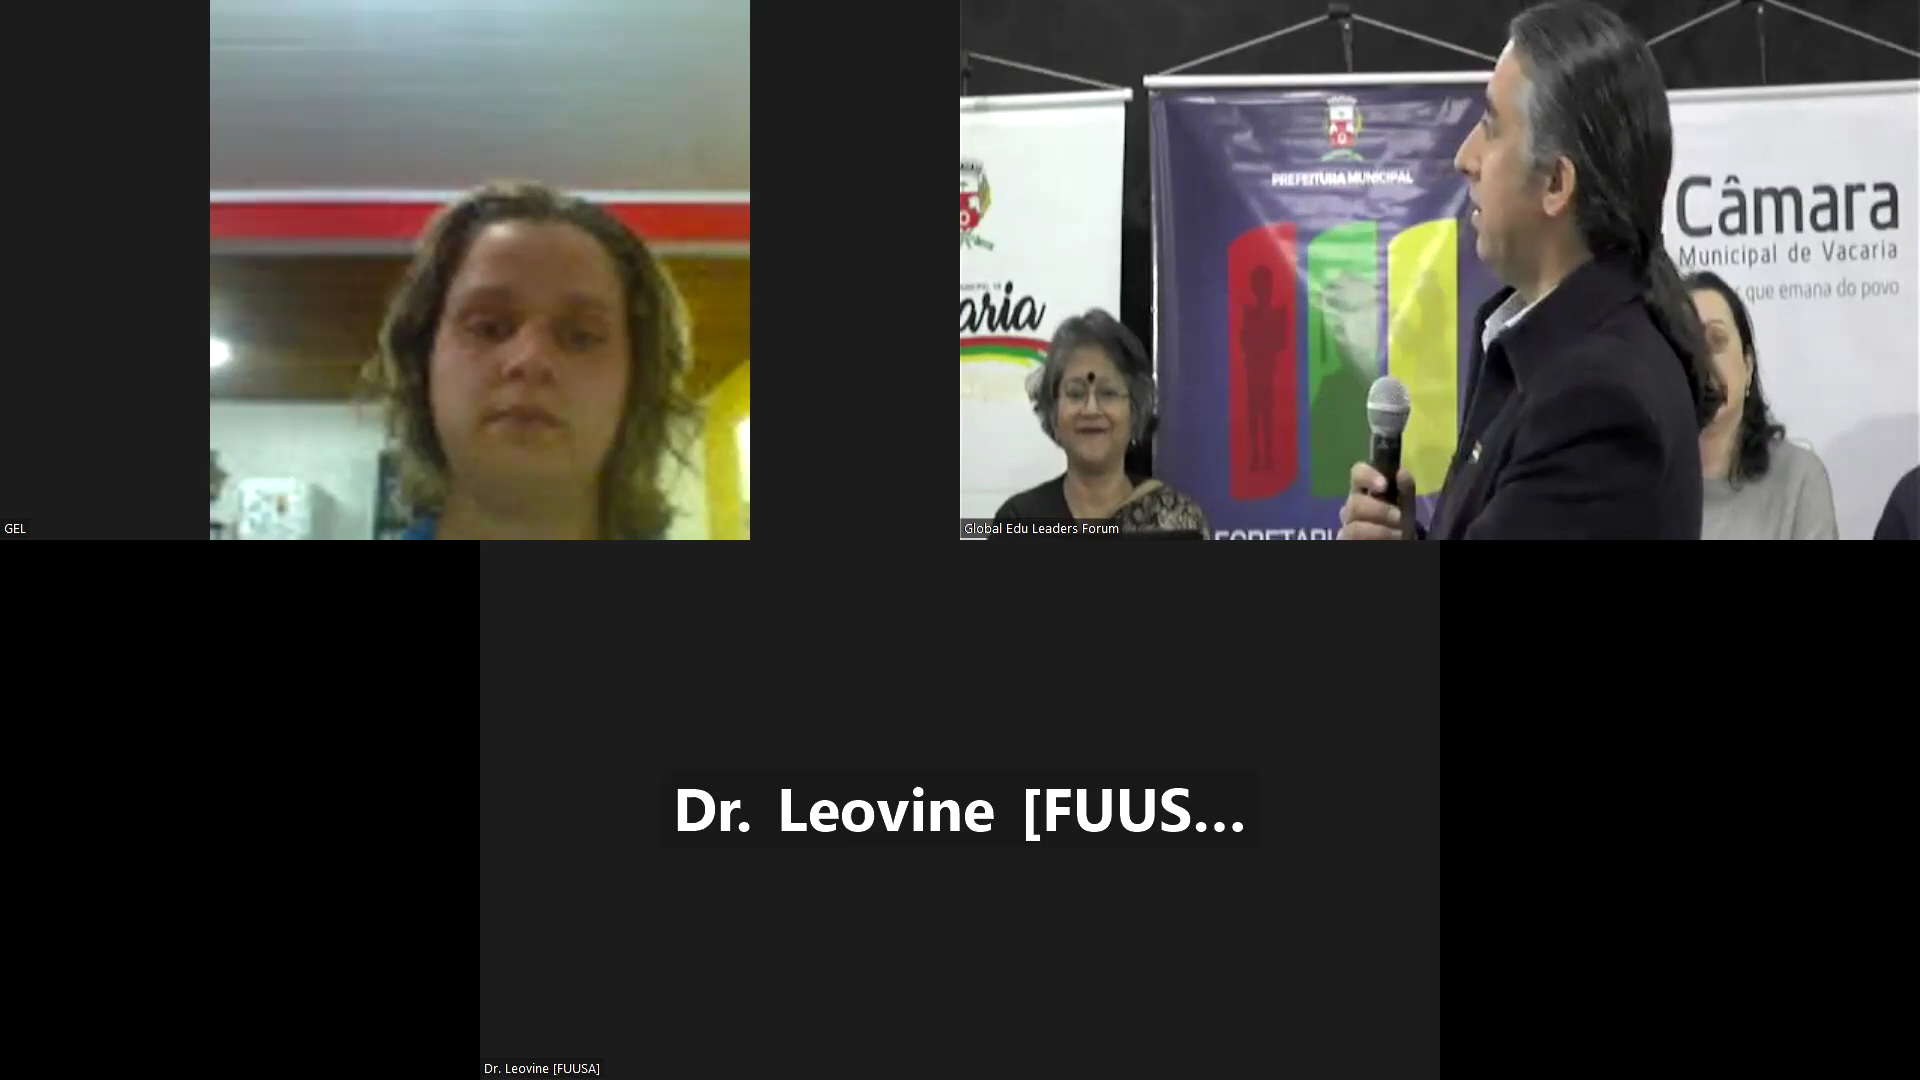 GEL
PREFEITURA MUNICIPAL
aria
Câmara
Municipal de Vacaria
que emana do povo
Global Edu Leaders Forum
Dr. Leovine [FUUS...
Dr. Leovine [FUUSA]